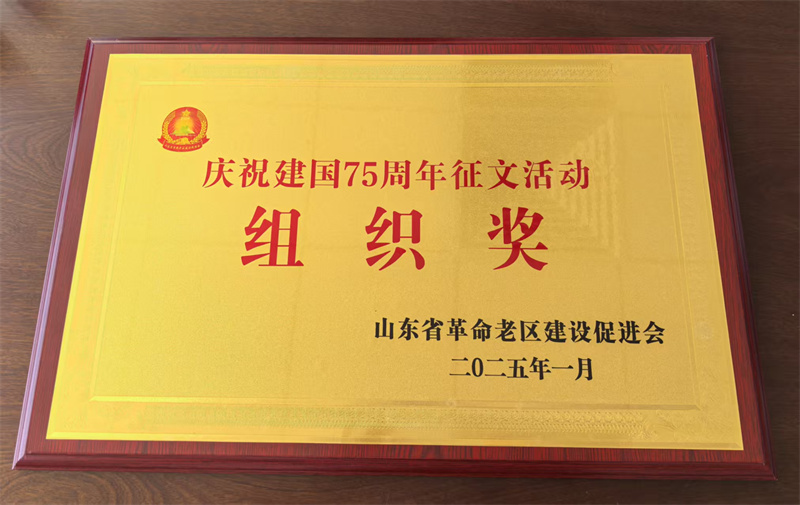 庆祝建国75周年征文活动
组织奖
山东省革命老区建设促进会
二〇二五年一月